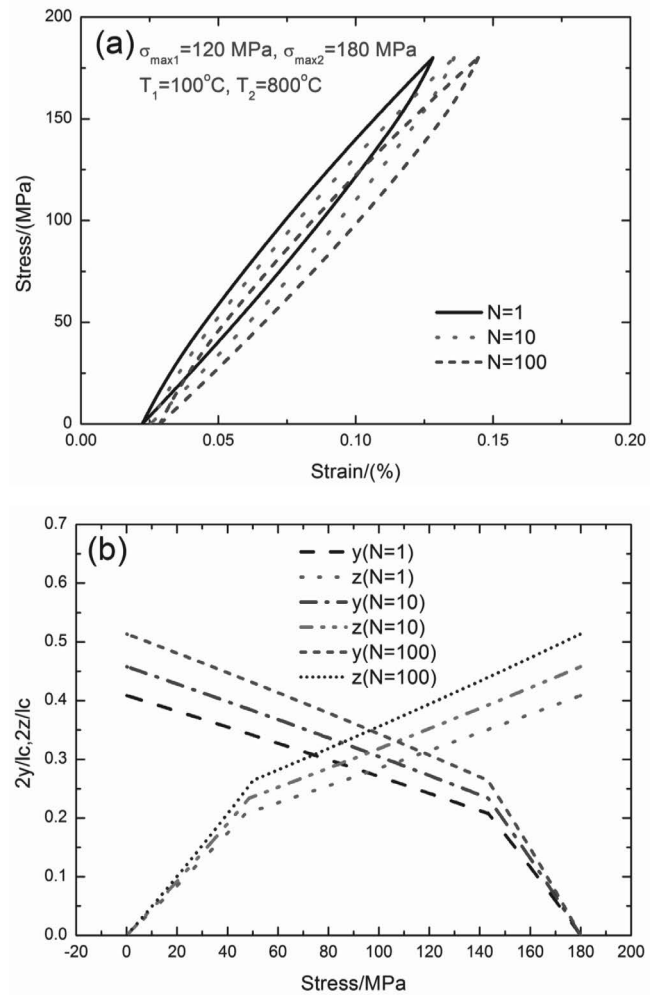 (a)
σmax1=120 MPa, σmax2=180 MPa
T1=100°C, T2=800°C
200
150
100
50
0
Stress/(MPa)
N=1
N=10
N=100
0.00 0.05 0.10 0.15 0.20
Strain/(%)
(b)
0.7
0.6
0.5
0.4
0.3
0.2
0.1
0.0
2y/lc,2z/lc
y(N=1)
z(N=1)
y(N=10)
z(N=10)
y(N=100)
z(N=100)
-20 0 20 40 60 80 100 120 140 160 180 200
Stress/MPa